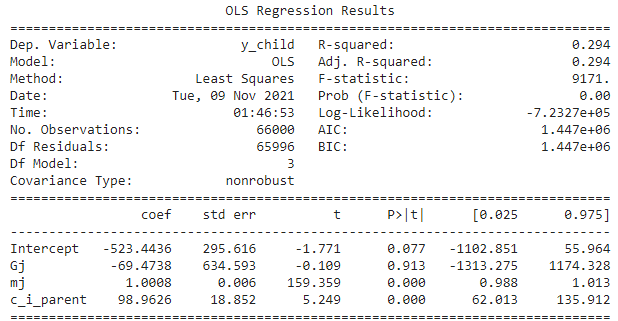 OLS Regression Results
==============================================================================
Dep. Variable: y_child R-squared: 0.294
Model: OLS Adj. R-squared: 0.294
Method: Least Squares F-statistic: 9171.
Date: Tue, 09 Nov 2021 Prob (F-statistic): 0.00
Time: 01:46:53 Log-Likelihood: -7.2327e+05
No. Observations: 66000 AIC: 1.447e+06
Df Residuals: 65996 BIC: 1.447e+06
Df Model: 3
Covariance Type: nonrobust
==============================================================================
coef std err t P>|t| [0.025 0.975]
------------------------------------------------------------------------------
Intercept -523.4436 295.616 -1.771 0.077 -1102.851 55.964
Gj -69.4738 634.593 -0.109 0.913 -1313.275 1174.328
mj 1.0008 0.006 159.359 0.000 0.988 1.013
c_i_parent 98.9626 18.852 5.249 0.000 62.013 135.912
==============================================================================